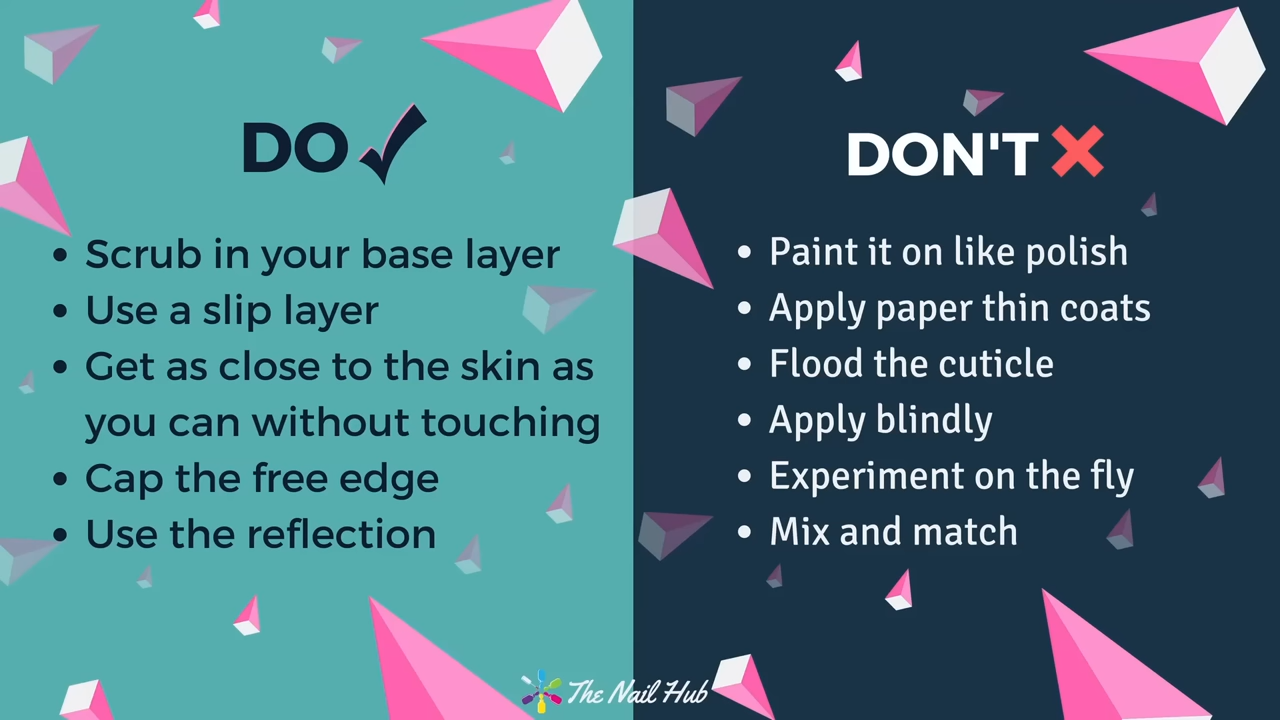 DO
• Scrub in your base layer
• Use a slip layer
• Get as close to the skin as
you can without touching
• Cap the free edge
• Use the reflection
DON'T
• Paint it on like polish
• Apply paper thin coats
• Flood the cuticle
• Apply blindly
• Experiment on the fly
• Mix and match
The Nail Hub